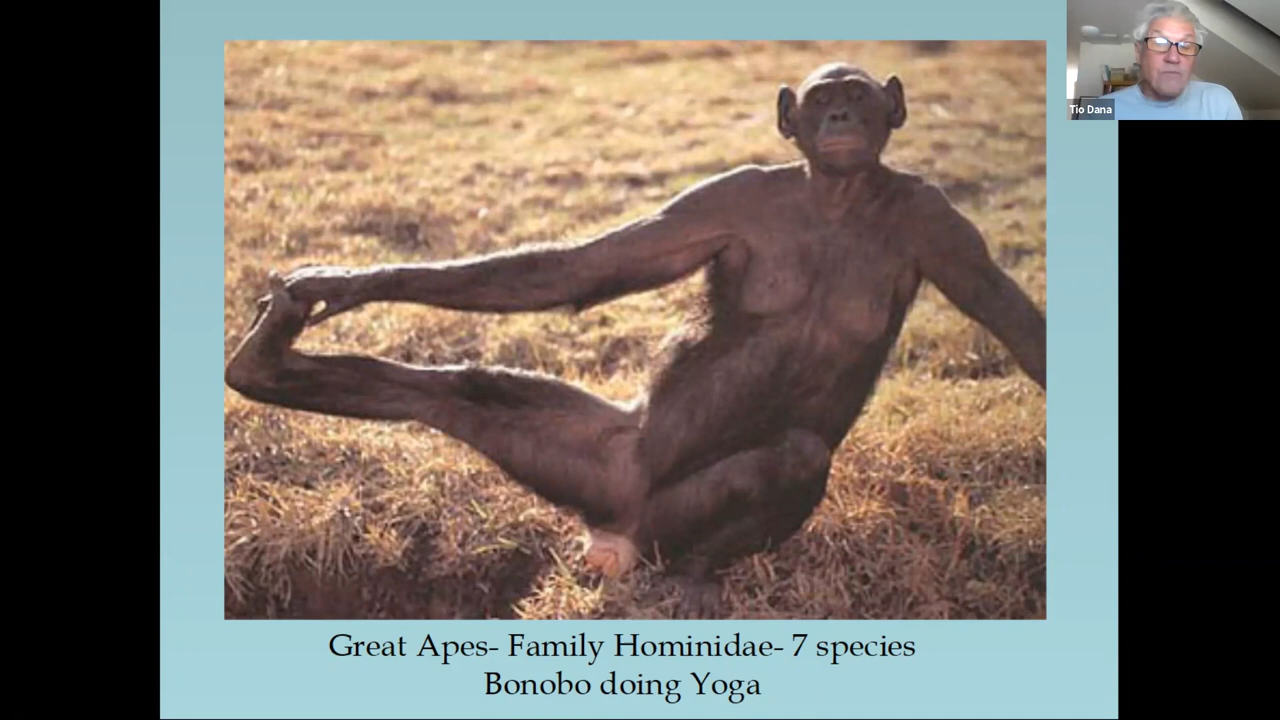 Tio Dana
Great Apes- Family Hominidae- 7 species
Bonobo doing Yoga